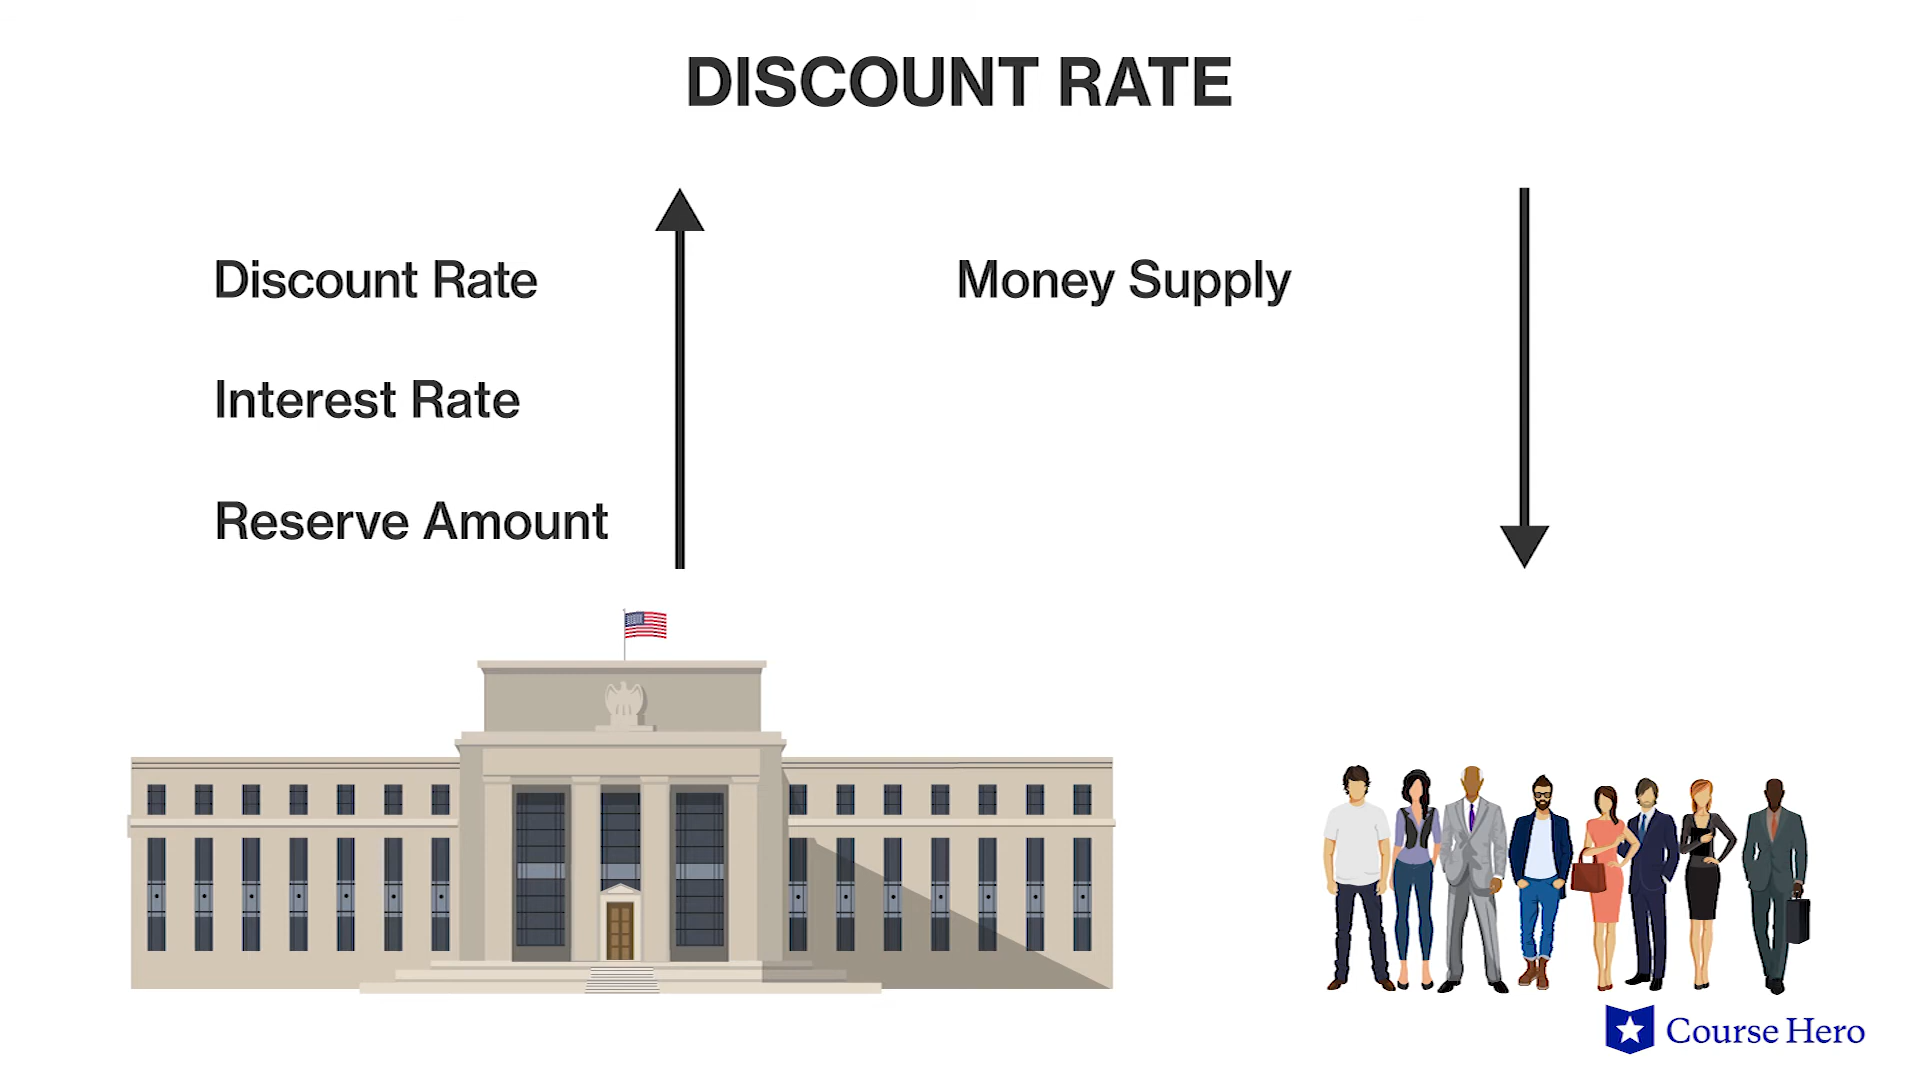 DISCOUNT RATE
Discount Rate
Interest Rate
Reserve Amount
Money Supply
Course Hero